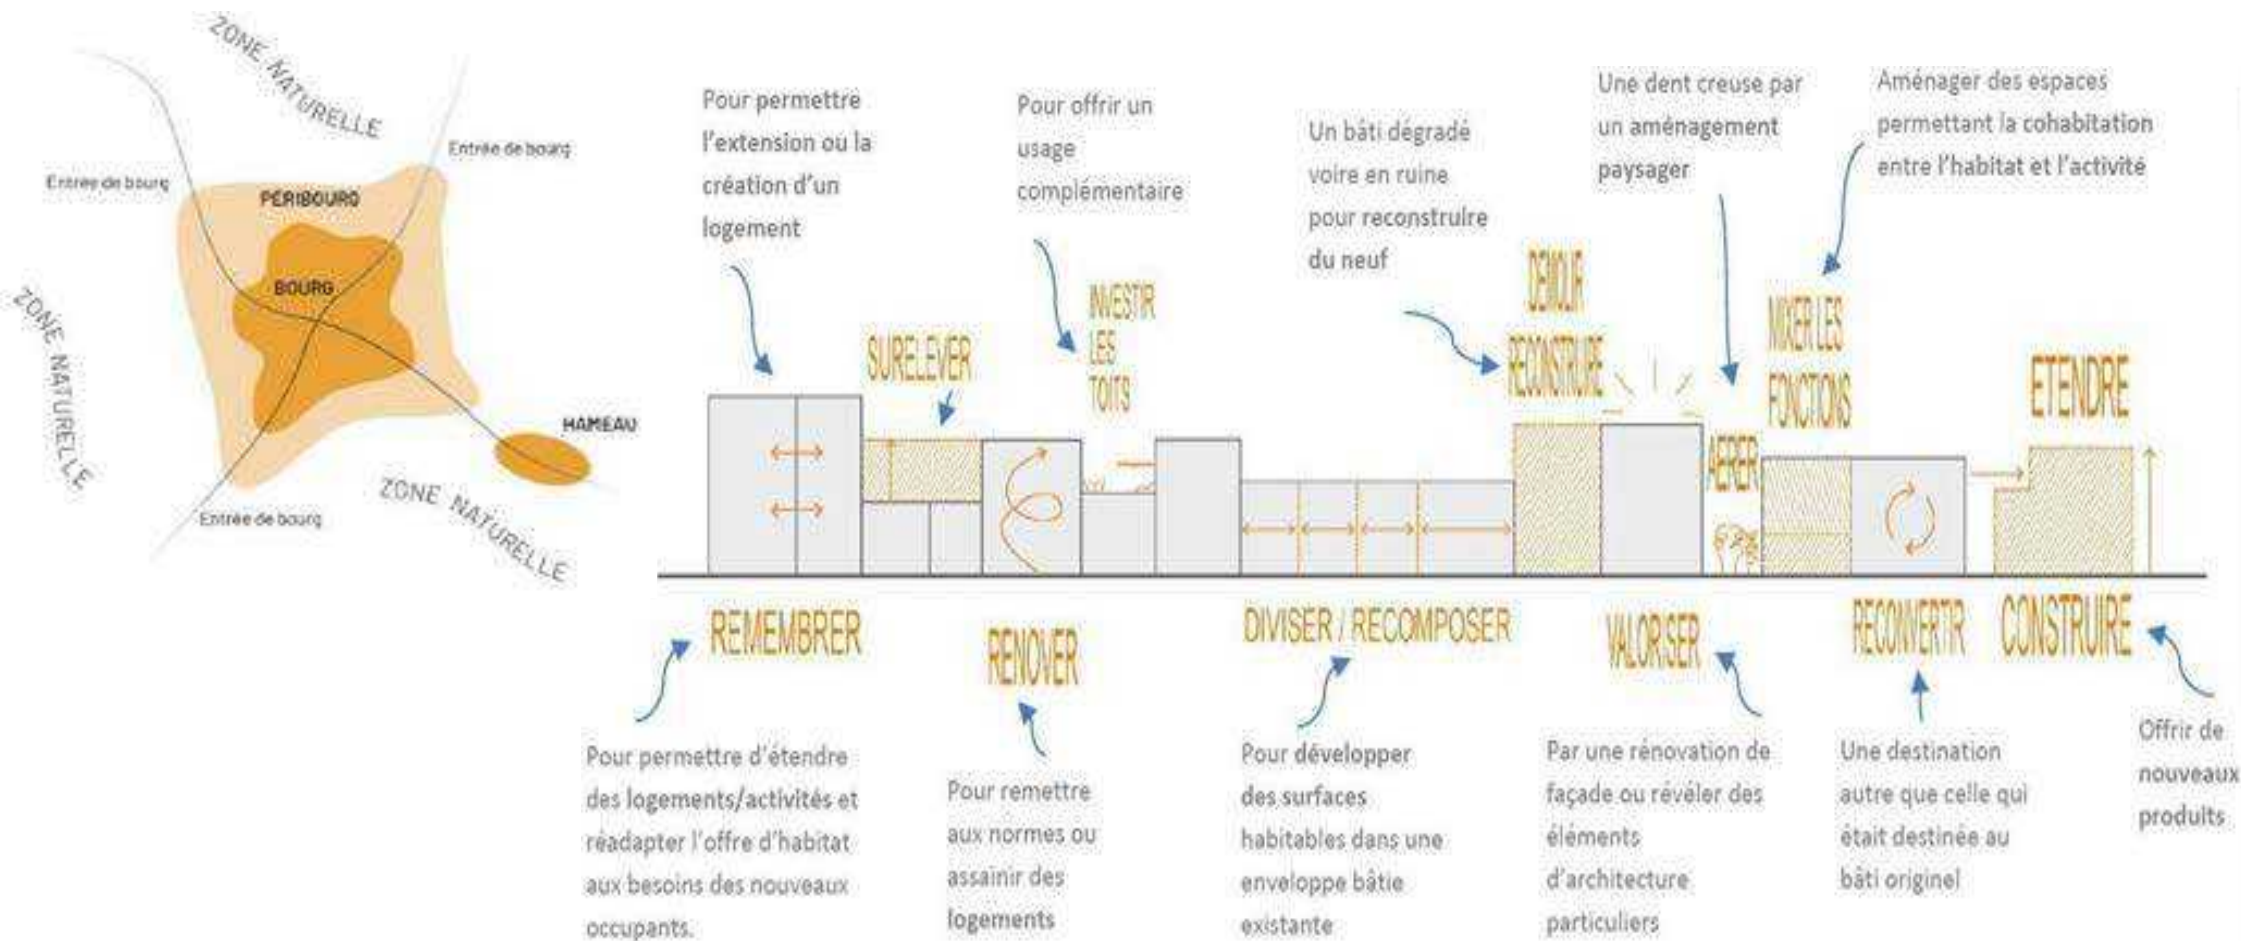 ZONE NATURELLE
Entrée de bourg
Entrée de bourg
PÉRIBOURG
BOURG
ZONE NATURELLE
HAMEAU
ZONE NATURELLE
Entrée de bourg
Pour permettre
l'extension ou la
création d'un
logement
Pour offrir un
usage
complémentaire
Un bâti dégradé
voire en ruine
pour reconstruire
du neuf
Une dent creuse par
un aménagement
paysager
Aménager des espaces
permettant la cohabitation
entre l'habitat et l'activité
SURELEVER
INVESTIR
LES
TOITS
DEMOLIR
RECONSTRUIRE
AERER
MIXER LES
FONCTIONS
ETENDRE
REMEMBRER
RENOVER
DIVISER / RECOMPOSER
VALORISER
RECONVERTIR
CONSTRUIRE
Pour permettre d'étendre
des logements/activités et
réadapter l'offre d'habitat
aux besoins des nouveaux
occupants.
Pour remettre
aux normes ou
assainir des
logements
Pour développer
des surfaces
habitables dans une
enveloppe bâtie
existante
Par une rénovation de
façade ou révéler des
éléments
d'architecture
particuliers
Une destination
autre que celle qui
était destinée au
bâti originel
Offrir de
nouveaux
produits